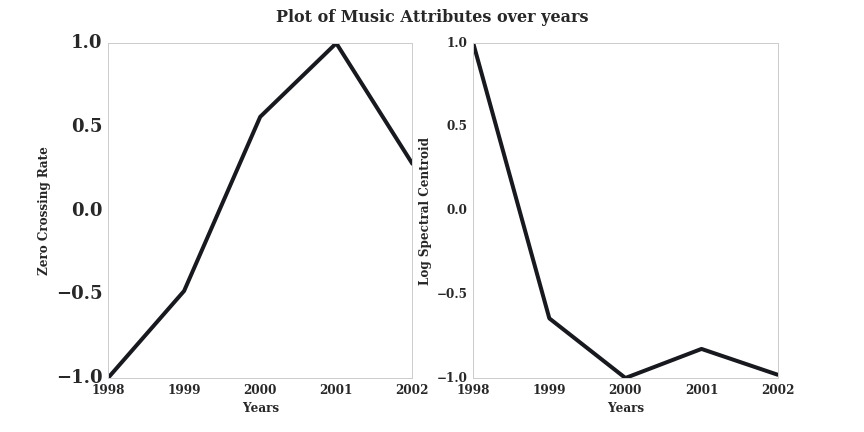 Plot of Music Attributes over years
Zero Crossing Rate
1.0
0.5
0.0
−0.5
−1.0
1998 1999 2000 2001 2002
Years
Log Spectral Centroid
1.0
0.5
0.0
−0.5
−1.0
1998 1999 2000 2001 2002
Years